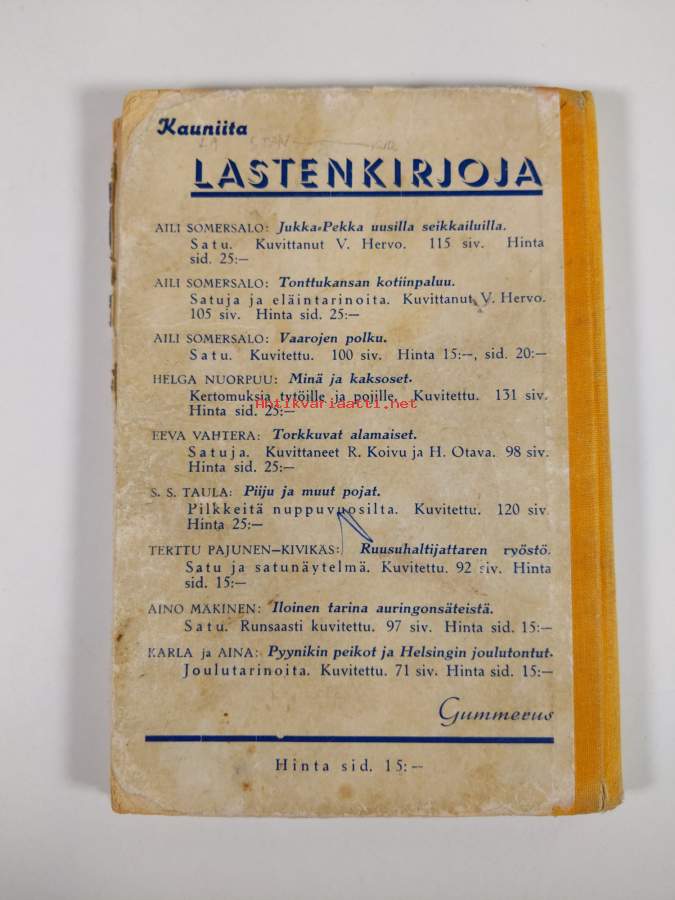 Kauniita
LASTENKIRJOJA
AILI SOMERSALO: Jukka-Pekka uusilla seikkailuilla.
Satu. Kuvittanut V. Hervo. 115 siv. Hinta
sid. 25:—
AILI SOMERSALO: Tonttukansan kotiinpaluu.
Satuja ja eläintarinoita. Kuvittanut V. Hervo.
105 siv. Hinta sid. 25:—
AILI SOMERSALO: Vaarojen polku.
Satu. Kuvitettu. 100 siv. Hinta 15:—, sid. 20:—
HELGA NUORPUU: Minä ja kaksoset.
Kertomuksia tytöille ja pojille. Kuvitettu. 131 siv.
Hinta sid. 25:—
Antikvariaatti.net
EEVA VAHTERA: Torkkuvat alamaiset.
Satuja. Kuvittaneet R. Koivu ja H. Otava. 98 siv.
Hinta sid. 25:—
S. S. TAULA: Piiju ja muut pojat.
Pilkkeitä nuppuvuosilta. Kuvitettu. 120 siv.
Hinta 25:—
TERTTU PAJUNEN—KIVIKÄS: Ruusuhaltijattaren ryöstö.
Satu ja satunäytelmä. Kuvitettu. 92 siv. Hinta
sid. 15:—
AINO MÄKINEN: Iloinen tarina auringonsäteistä.
Satu. Runsaasti kuvitettu. 97 siv. Hinta sid. 15:—
KARLA ja AINA: Pyynikin peikot ja Helsingin joulutontut.
Joulutarinoita. Kuvitettu. 71 siv. Hinta sid. 15:—
Gummerus
Hinta sid. 15:—